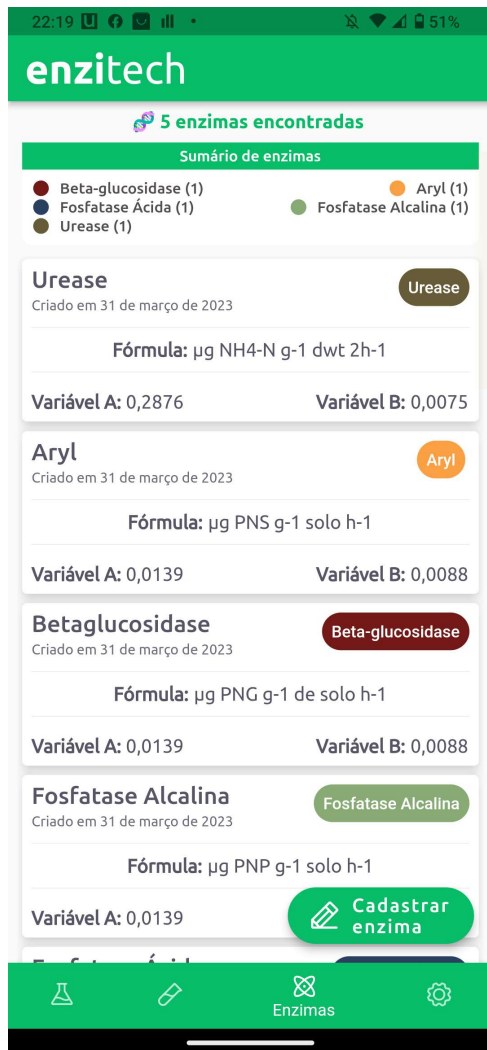 22:19
51%
enzitech
5 enzimas encontradas
Sumário de enzimas
Beta-glucosidase (1)
Aryl (1)
Fosfatase Ácida (1)
Fosfatase Alcalina (1)
Urease (1)
Urease
Urease
Criado em 31 de março de 2023
Fórmula: µg NH4-N g-1 dwt 2h-1
Variável A: 0,2876
Variável B: 0,0075
Aryl
Aryl
Criado em 31 de março de 2023
Fórmula: µg PNS g-1 solo h-1
Variável A: 0,0139
Variável B: 0,0088
Betaglucosidase
Beta-glucosidase
Criado em 31 de março de 2023
Fórmula: µg PNG g-1 de solo h-1
Variável A: 0,0139
Variável B: 0,0088
Fosfatase Alcalina
Fosfatase Alcalina
Criado em 31 de março de 2023
Fórmula: µg PNP g-1 solo h-1
Variável A: 0,0139
Cadastrar
enzima
Enzimas